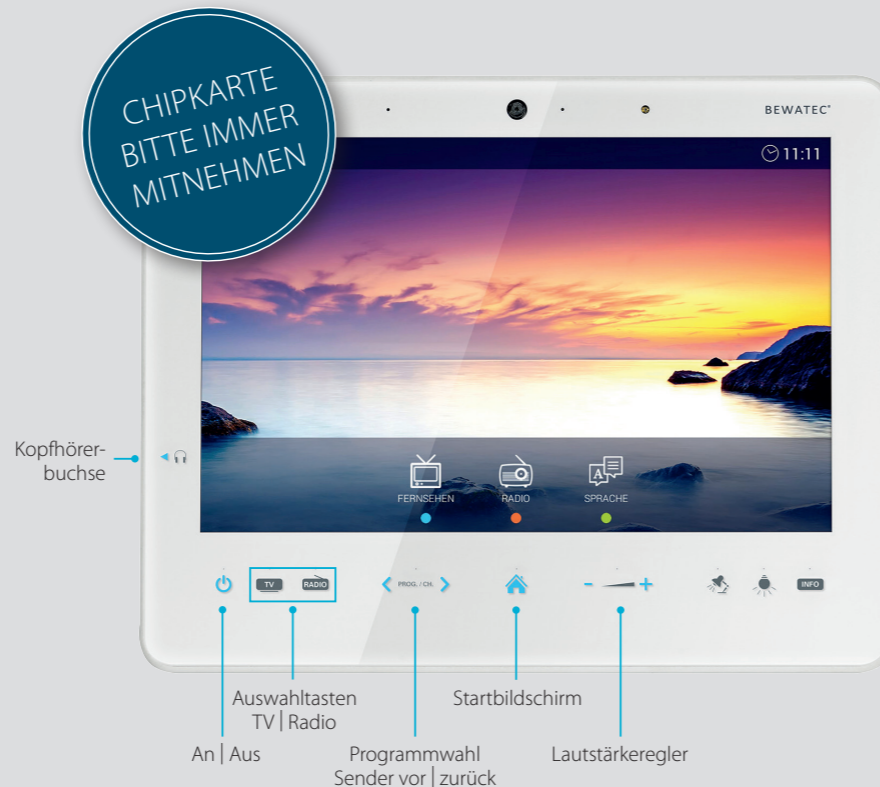 CHIPKARTE
BITTE IMMER
MITNEHMEN
BEWATEC®
11:11
Kopfhörer-
buchse
FERNSEHEN
RADIO
SPRACHE
A
TV
RADIO
PROG. / CH.
- +
INFO
Auswahltasten
TV | Radio
Startbildschirm
An | Aus
Programmwahl
Sender vor | zurück
Lautstärkeregler